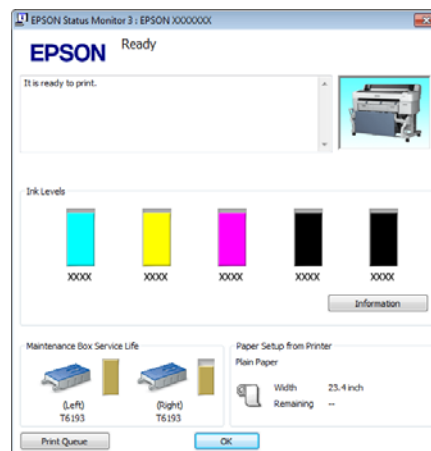 EPSON Status Monitor 3 : EPSON XXXXXXX
EPSON
Ready
It is ready to print.
Ink Levels
XXXX XXXX XXXX XXXX XXXX
Information
Maintenance Box Service Life
(Left) (Right)
T6193 T6193
Paper Setup from Printer
Plain Paper
Width 23.4 inch
Remaining --
Print Queue
OK